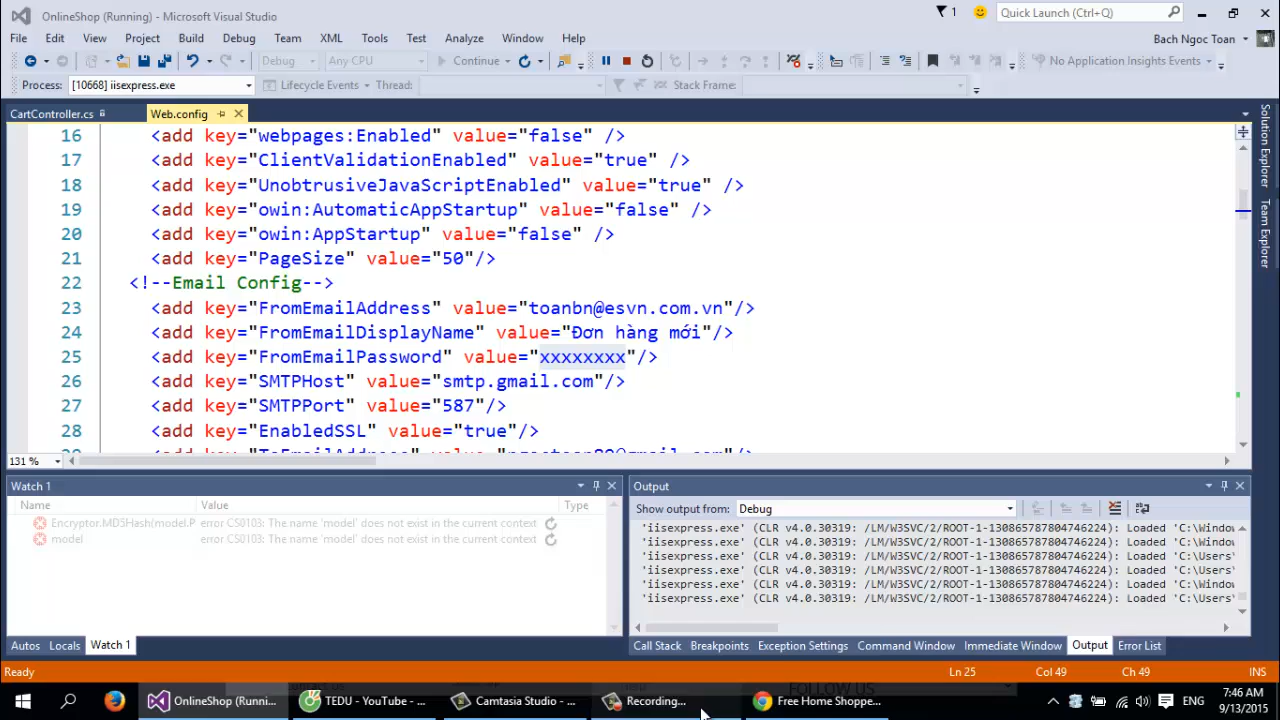 OnlineShop (Running) - Microsoft Visual Studio
1
Quick Launch (Ctrl+Q)
File Edit View Project Build Debug Team XML Tools Test Analyze Window Help
Bach Ngoc Toan
Debug Any CPU Continue No Application.Insights Events
Process: [10668] iisexpress.exe Lifecycle Events Thread: Stack Frame:
CartController.cs Web.config
16 <add key="webpages:Enabled" value="false" />
17 <add key="ClientValidationEnabled" value="true" />
18 <add key="UnobtrusiveJavaScriptEnabled" value="true" />
19 <add key="owin:AutomaticAppStartup" value="false" />
20 <add key="owin:AppStartup" value="false" />
21 <add key="PageSize" value="50"/>
22 <!--Email Config-->
23 <add key="FromEmailAddress" value="toanbn@esvn.com.vn"/>
24 <add key="FromEmailDisplayName" value="Đơn hàng mới"/>
25 <add key="FromEmailPassword" value="xxxxxxxx"/>
26 <add key="SMTPHost" value="smtp.gmail.com"/>
27 <add key="SMTPPort" value="587"/>
28 <add key="EnabledSSL" value="true"/>
Solution Explorer
Team Explorer
131 %
Watch 1
Name Value Type
Encryptor.MD5Hash(model.P error CS0103: The name 'model' does not exist in the current context
model error CS0103: The name 'model' does not exist in the current context
Autos Locals Watch 1
Output
Show output from: Debug
'iisexpress.exe' (CLR v4.0.30319: /LM/W3SVC/2/ROOT-1-130865787804746224): Loaded 'C:\Window
'iisexpress.exe' (CLR v4.0.30319: /LM/W3SVC/2/ROOT-1-130865787804746224): Loaded 'C:\Window
'iisexpress.exe' (CLR v4.0.30319: /LM/W3SVC/2/ROOT-1-130865787804746224): Loaded 'C:\Users\
'iisexpress.exe' (CLR v4.0.30319: /LM/W3SVC/2/ROOT-1-130865787804746224): Loaded 'C:\Users\
'iisexpress.exe' (CLR v4.0.30319: /LM/W3SVC/2/ROOT-1-130865787804746224): Loaded 'C:\Window
'iisexpress.exe' (CLR v4.0.30319: /LM/W3SVC/2/ROOT-1-130865787804746224): Loaded 'C:\Users\
Call Stack Breakpoints Exception Settings Command Window Immediate Window Output Error List
Ready Ln 25 Col 49 Ch 49 INS
FOLLOW US
OnlineShop (Runni... TEDU - YouTube - ... Camtasia Studio - ... Recording... Free Home Shoppe...
ENG
7:46 AM
9/13/2015